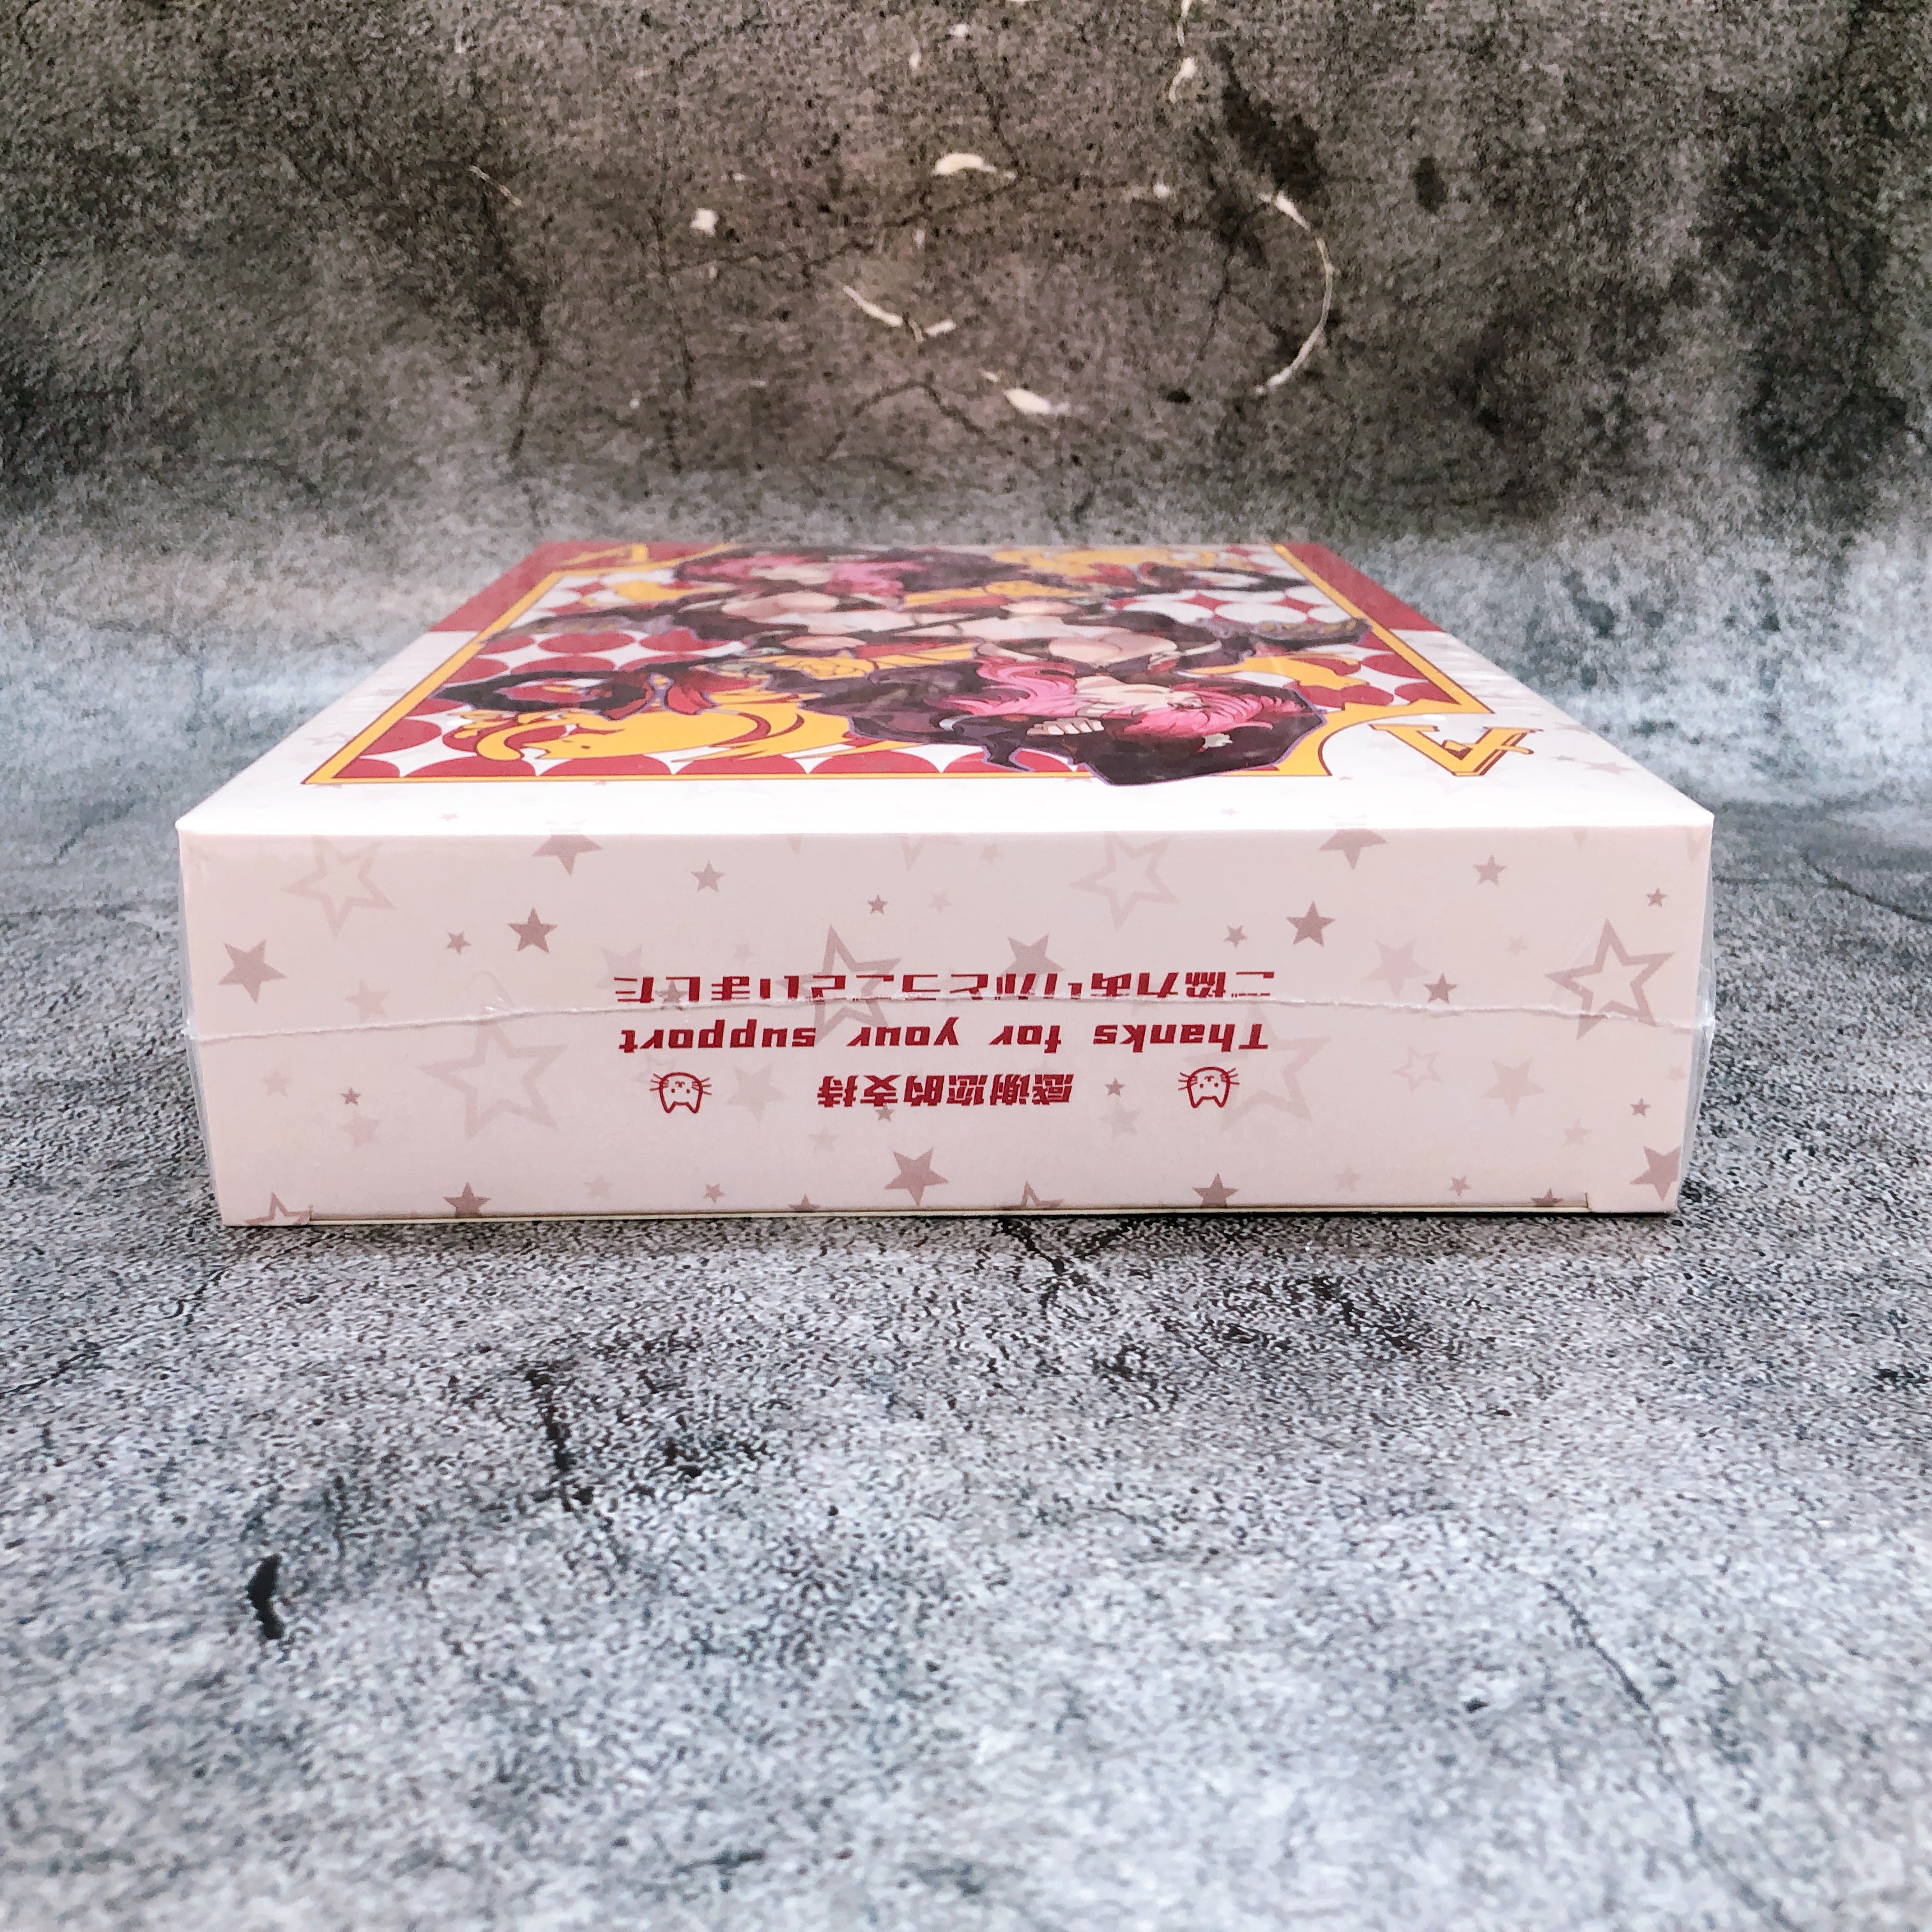 感谢您的支持
Thanks for your support
ご協力ありがとうございました
A
A